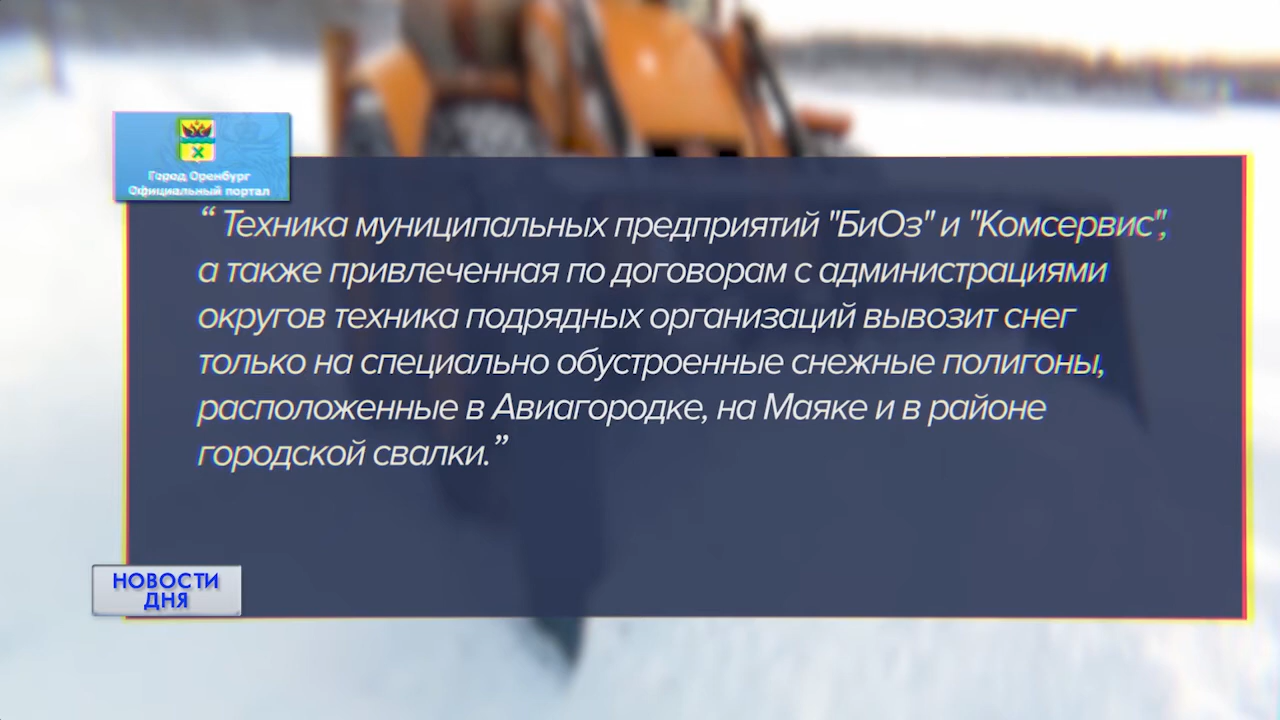 Город Оренбург
Официальный портал
“ Техника муниципальных предприятий "БиОз" и "Комсервис",
а также привлеченная по договорам с администрациями
округов техника подрядных организаций вывозит снег
только на специально обустроенные снежные полигоны,
расположенные в Авиагородке, на Маяке и в районе
городской свалки.”
НОВОСТИ
ДНЯ